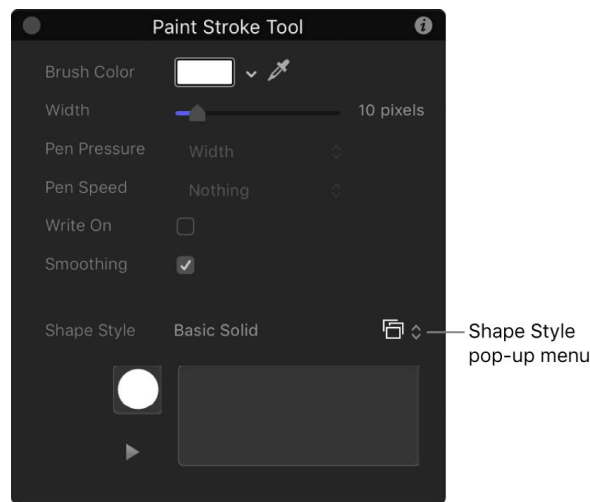 Paint Stroke Tool
Brush Color
Width 10 pixels
Pen Pressure Width
Pen Speed Nothing
Write On
Smoothing
Shape Style Basic Solid
Shape Style
pop-up menu